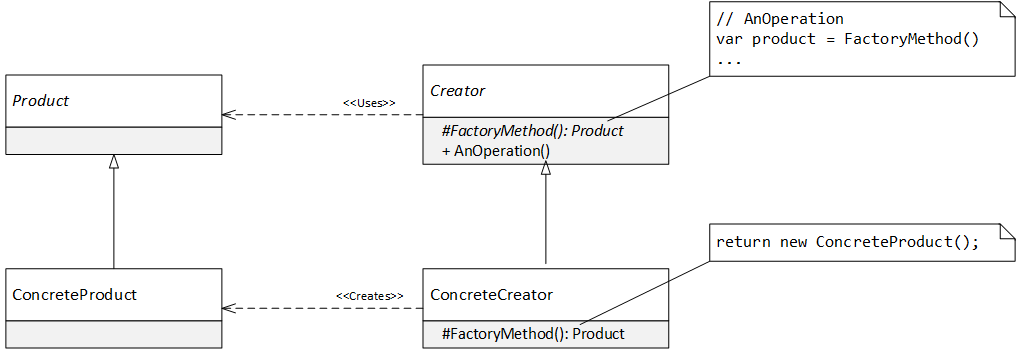 // AnOperation
var product = FactoryMethod()
...
Product
<<Uses>>
Creator
#FactoryMethod(): Product
+ AnOperation()
return new ConcreteProduct();
ConcreteProduct
<<Creates>>
ConcreteCreator
#FactoryMethod(): Product